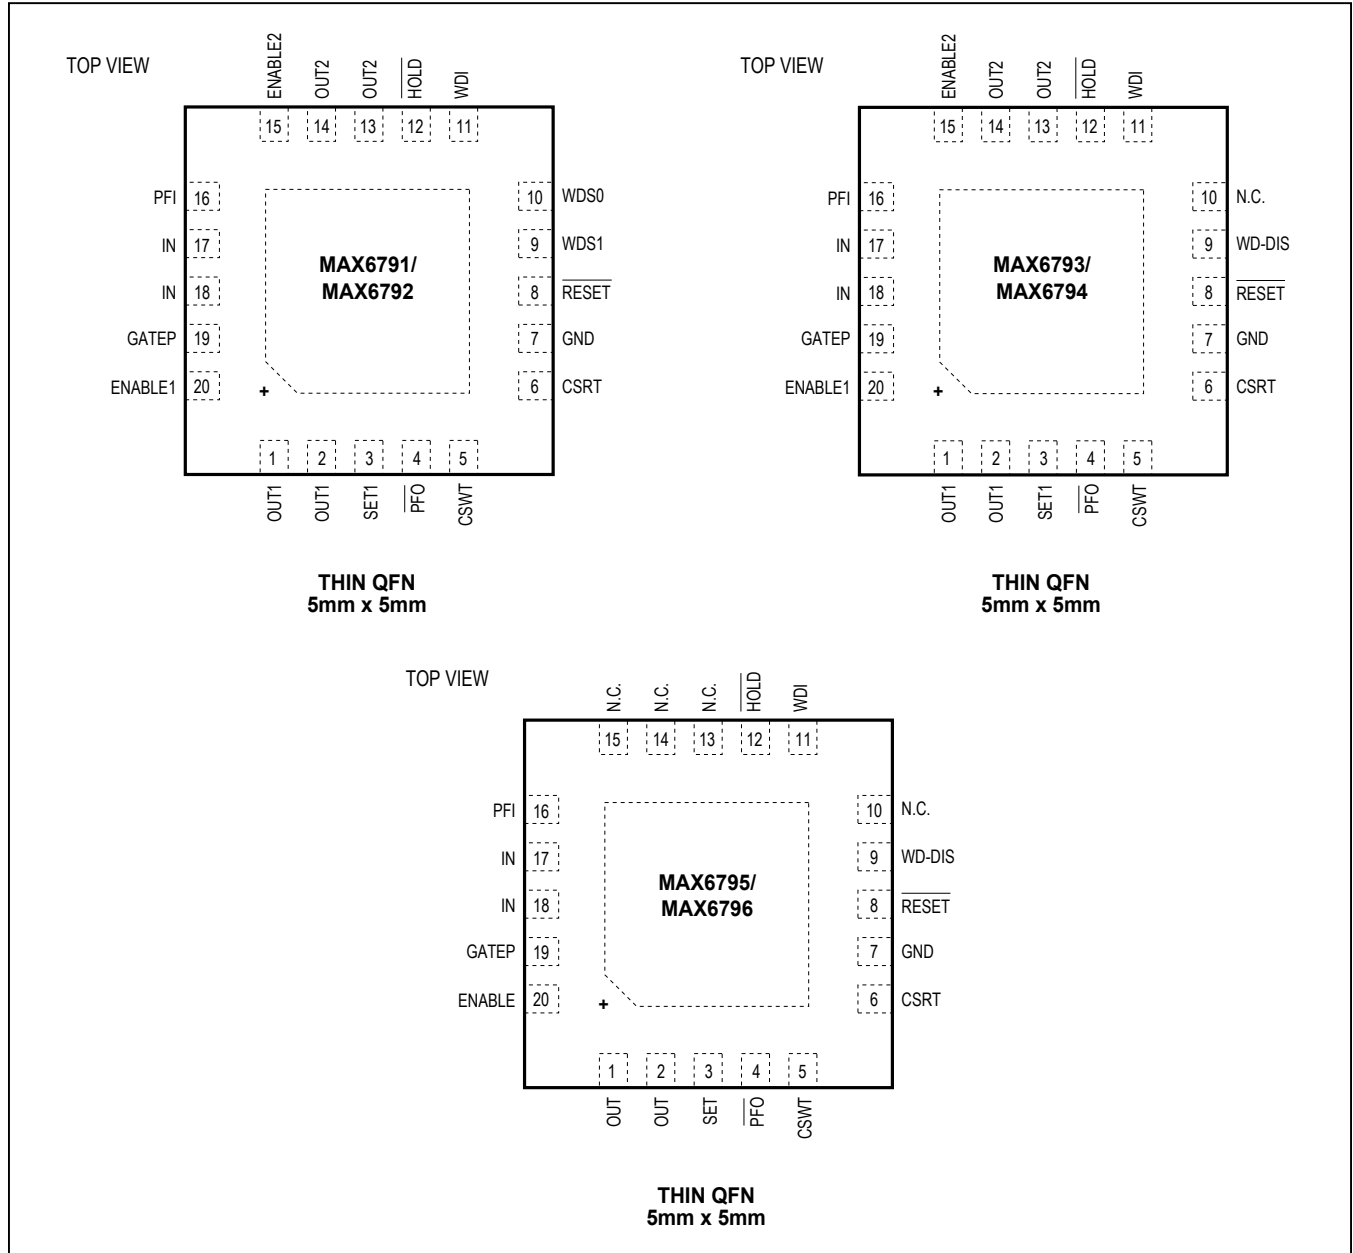 TOP VIEW
ENABLE2 OUT2 OUT2 HOLD WDI
15 14 13 12 11
PFI 16 10 WDS0
IN 17 9 WDS1
IN 18 8 RESET
GATEP 19 7 GND
ENABLE1 20 6 CSRT
MAX6791/
MAX6792
+
1 2 3 4 5
OUT1 OUT1 SET1 PFO CSWT
THIN QFN
5mm x 5mm
TOP VIEW
ENABLE2 OUT2 OUT2 HOLD WDI
15 14 13 12 11
PFI 16 10 N.C.
IN 17 9 WD-DIS
IN 18 8 RESET
GATEP 19 7 GND
ENABLE1 20 6 CSRT
MAX6793/
MAX6794
+
1 2 3 4 5
OUT1 OUT1 SET1 PFO CSWT
THIN QFN
5mm x 5mm
TOP VIEW
N.C. N.C. N.C. HOLD WDI
15 14 13 12 11
PFI 16 10 N.C.
IN 17 9 WD-DIS
IN 18 8 RESET
GATEP 19 7 GND
ENABLE 20 6 CSRT
MAX6795/
MAX6796
+
1 2 3 4 5
OUT OUT SET PFO CSWT
THIN QFN
5mm x 5mm